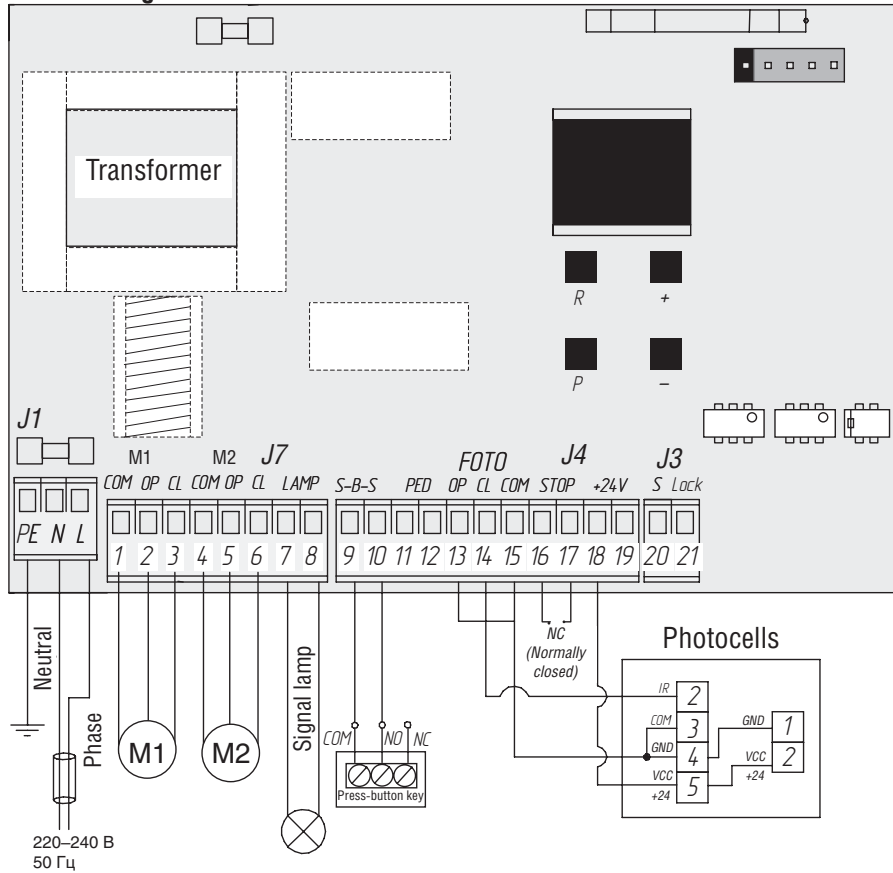 Transformer
R +
P −
J1
M1 M2 J7 FOTO J4 J3
COM OP CL COM OP CL LAMP S-B-S PED OP CL COM STOP +24V S Lock
PE N L
1 2 3 4 5 6 7 8 9 10 11 12 13 14 15 16 17 18 19 20 21
Neutral
Phase
220–240 В
50 Гц
M1
M2
Signal lamp
COM NO NC
Press-button key
NC
(Normally
closed)
Photocells
IR 2
COM 3
GND 4
VCC
+24 5
GND 1
VCC 2
+24